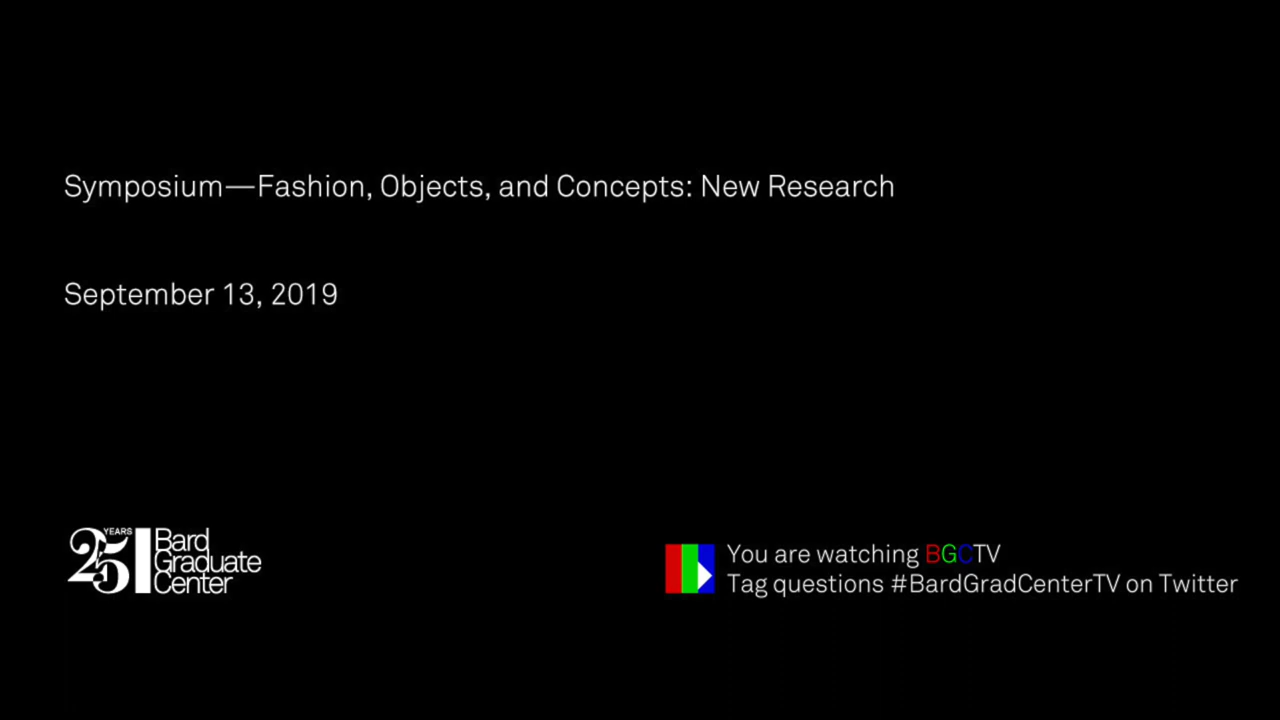 Symposium—Fashion, Objects, and Concepts: New Research
September 13, 2019
25 YEARS
Bard
Graduate
Center
You are watching BGCTV
Tag questions #BardGradCenterTV on Twitter